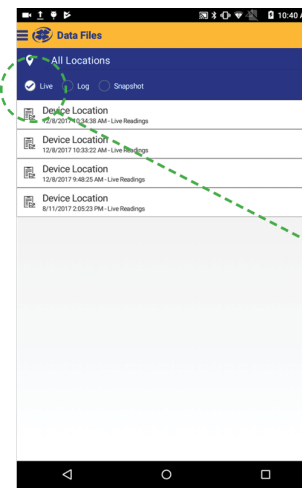 10:40 A
Data Files
All Locations
Live Log Snapshot
Device Location
12/8/2017 10:34:38 AM - Live Readings
Device Location
12/8/2017 10:33:22 AM - Live Readings
Device Location
12/8/2017 9:48:25 AM - Live Readings
Device Location
8/11/2017 2:05:23 PM - Live Readings